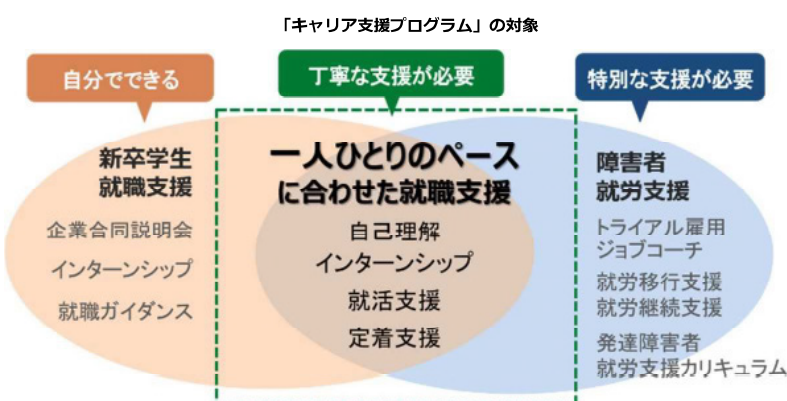 「キャリア支援プログラム」の対象
自分でできる
丁寧な支援が必要
特別な支援が必要
新卒学生
就職支援
企業合同説明会
インターンシップ
就職ガイダンス
一人ひとりのペース
に合わせた就職支援
自己理解
インターンシップ
就活支援
定着支援
障害者
就労支援
トライアル雇用
ジョブコーチ
就労移行支援
就労継続支援
発達障害者
就労支援カリキュラム